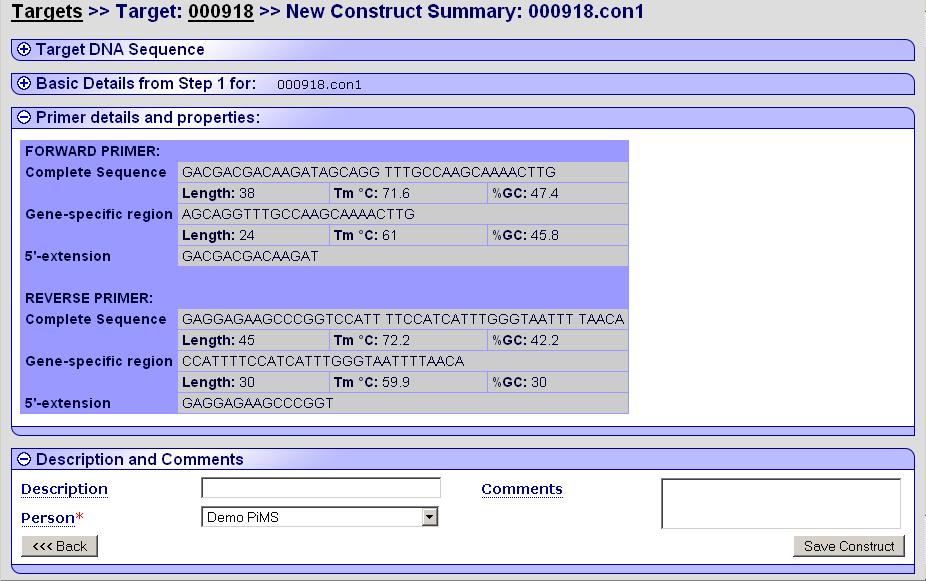 Targets >> Target: 000918 >> New Construct Summary: 000918.con1
Target DNA Sequence
Basic Details from Step 1 for: 000918.con1
Primer details and properties:
FORWARD PRIMER:
Complete Sequence GACGACGACAAGATAGCAGG TTTGCCAAGCAAAACTTG
Length: 38 Tm °C: 71.6 %GC: 47.4
Gene-specific region AGCAGGTTTGCCAAGCAAAACTTG
Length: 24 Tm °C: 61 %GC: 45.8
5'-extension GACGACGACAAGAT
REVERSE PRIMER:
Complete Sequence GAGGAGAAGCCCGGTCCATT TTCCATCATTTGGGTAATTT TAACA
Length: 45 Tm °C: 72.2 %GC: 42.2
Gene-specific region CCATTTTCCATCATTTGGGTAATTTTAACA
Length: 30 Tm °C: 59.9 %GC: 30
5'-extension GAGGAGAAGCCCGGT
Description and Comments
Description Comments
Person* Demo PiMS
<<< Back Save Construct